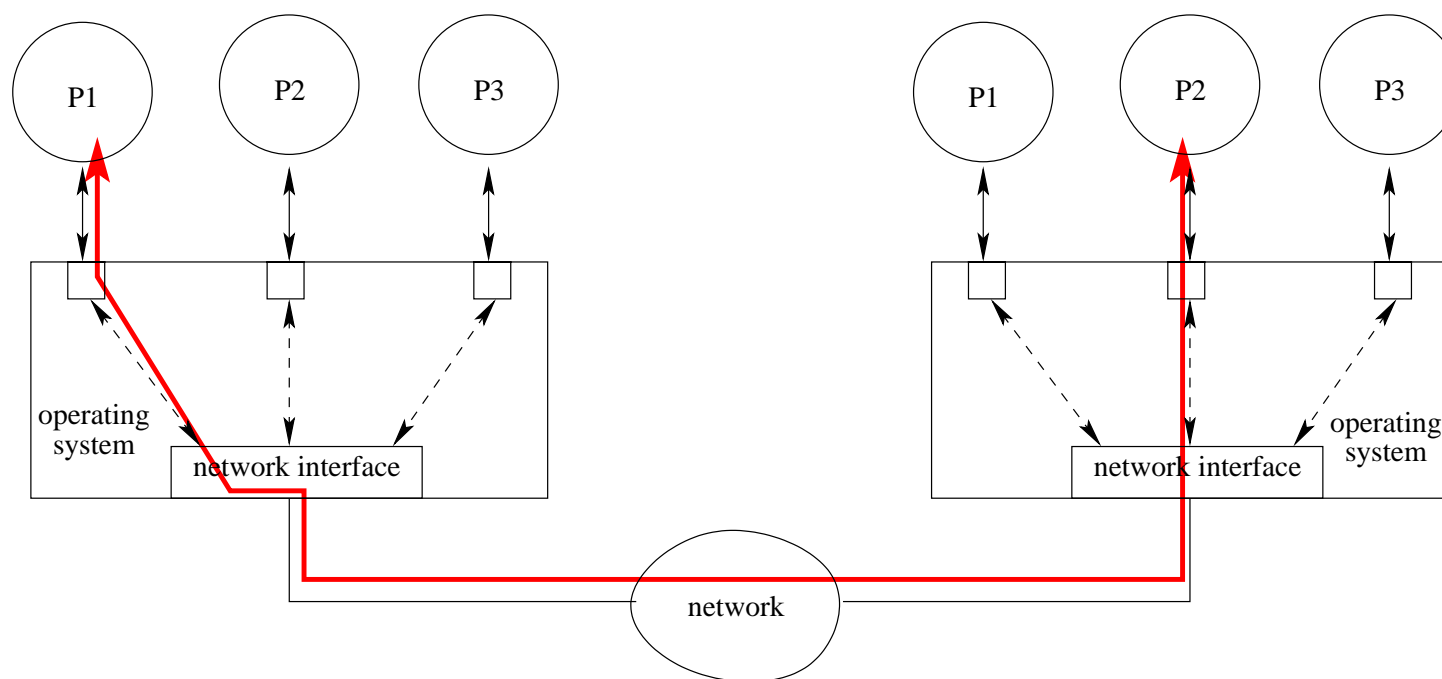 P1
P2
P3
P1
P2
P3
operating
system
network interface
network interface
operating
system
network